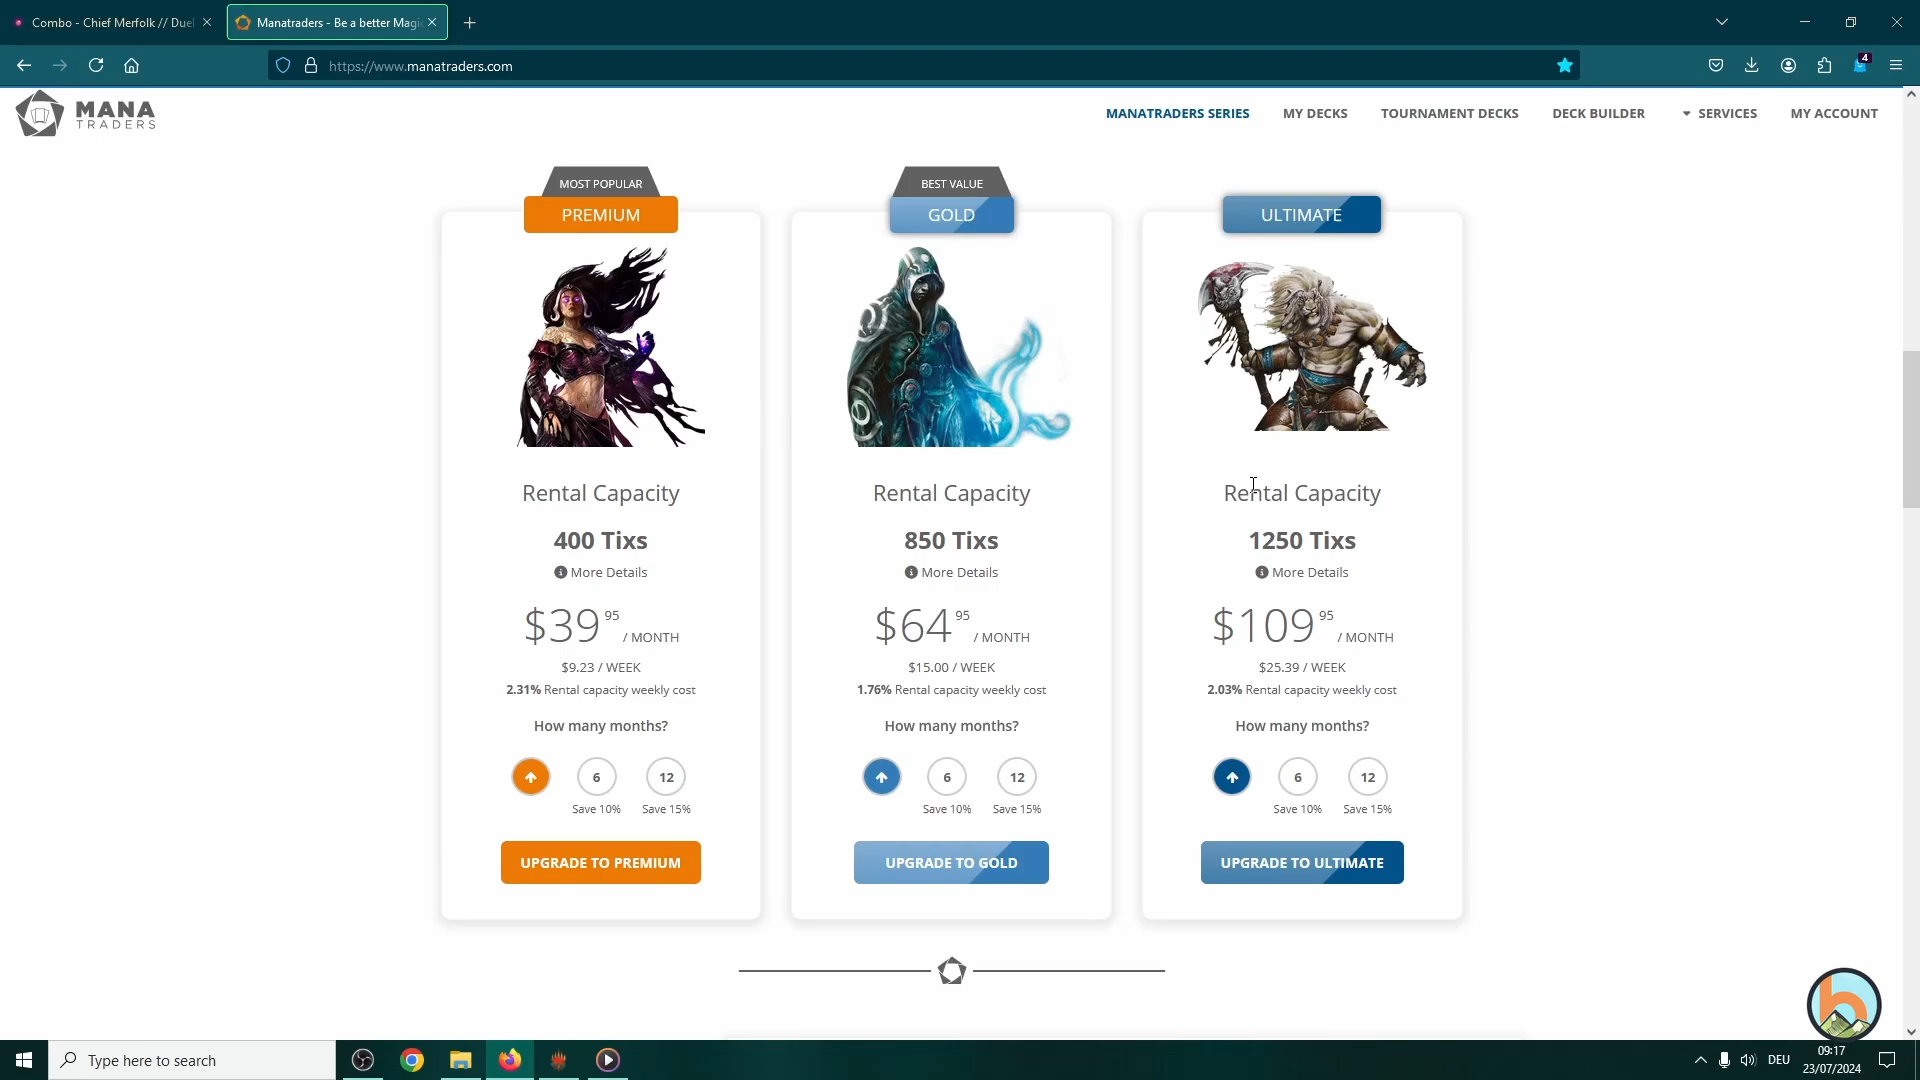 Combo - Chief Merfolk // Duel
Manatraders - Be a better Magi
https://www.manatraders.com
4
MANA
TRADERS
MANATRADERS SERIES
MY DECKS
TOURNAMENT DECKS
DECK BUILDER
SERVICES
MY ACCOUNT
MOST POPULAR
PREMIUM
Rental Capacity
400 Tixs
More Details
$39 95 / MONTH
$9.23 / WEEK
2.31% Rental capacity weekly cost
How many months?
6
12
Save 10%
Save 15%
UPGRADE TO PREMIUM
BEST VALUE
GOLD
Rental Capacity
850 Tixs
More Details
$64 95 / MONTH
$15.00 / WEEK
1.76% Rental capacity weekly cost
How many months?
6
12
Save 10%
Save 15%
UPGRADE TO GOLD
ULTIMATE
Rental Capacity
1250 Tixs
More Details
$109 95 / MONTH
$25.39 / WEEK
2.03% Rental capacity weekly cost
How many months?
6
12
Save 10%
Save 15%
UPGRADE TO ULTIMATE
Type here to search
DEU
09:17
23/07/2024